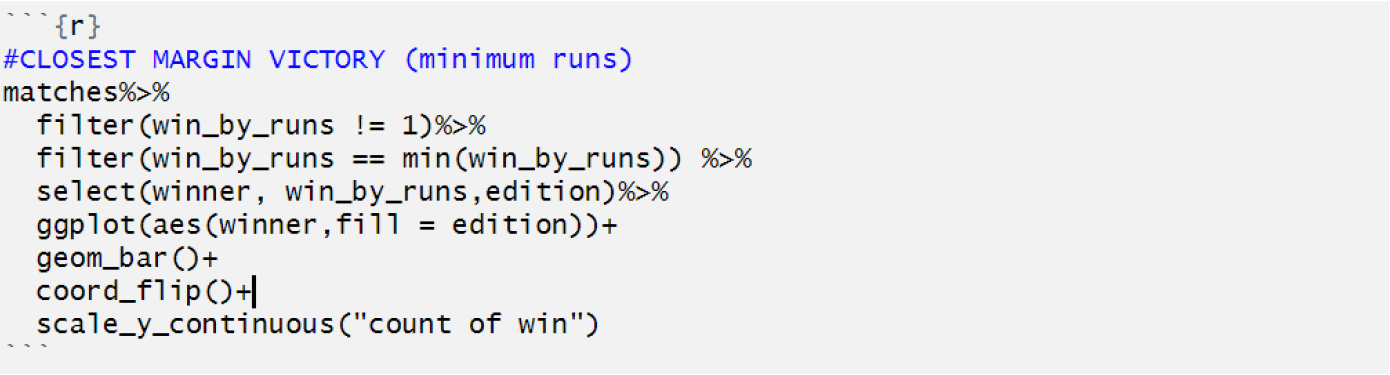 ```{r}
#CLOSEST MARGIN VICTORY (minimum runs)
matches%>%
  filter(win_by_runs != 1)%>%
  filter(win_by_runs == min(win_by_runs)) %>%
  select(winner, win_by_runs,edition)%>%
  ggplot(aes(winner,fill = edition))+
  geom_bar()+
  coord_flip()+
  scale_y_continuous("count of win")
```